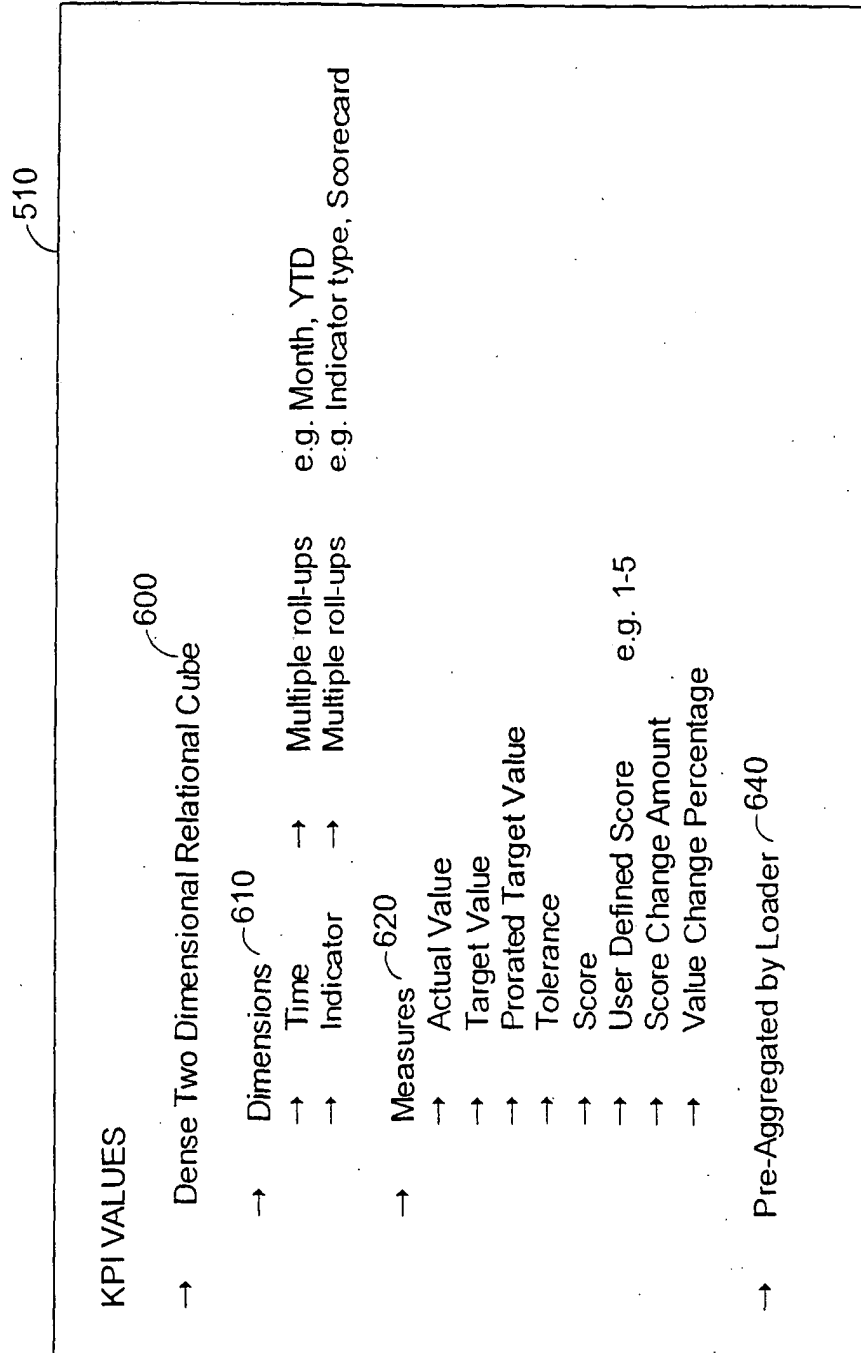 510
KPI VALUES
→ Dense Two Dimensional Relational Cube 600
→ Dimensions 610
→ Time → Multiple roll-ups e.g. Month, YTD
→ Indicator → Multiple roll-ups e.g. Indicator type, Scorecard
→ Measures 620
→ Actual Value
→ Target Value
→ Prorated Target Value
→ Tolerance
→ Score
→ User Defined Score e.g. 1-5
→ Score Change Amount
→ Value Change Percentage
→ Pre-Aggregated by Loader 640